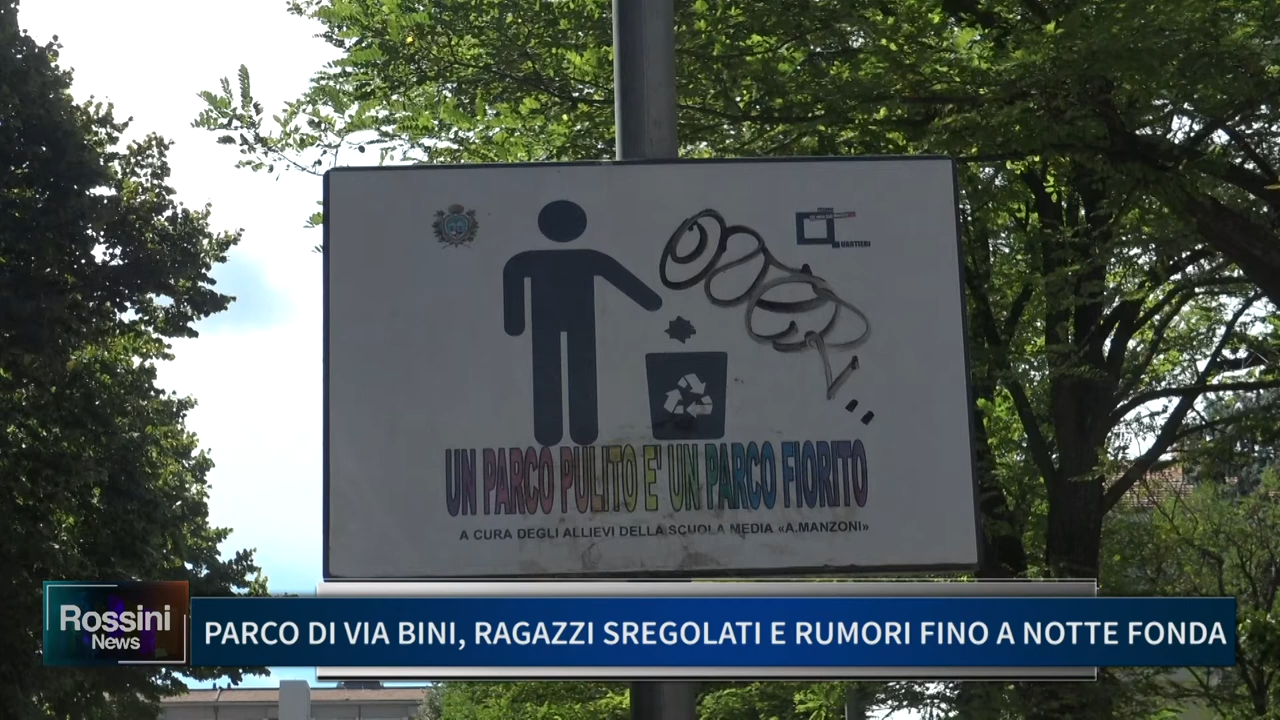 QUARTIERI
UN PARCO PULITO E' UN PARCO FIORITO
A CURA DEGLI ALLIEVI DELLA SCUOLA MEDIA «A.MANZONI»
Rossini
News
PARCO DI VIA BINI, RAGAZZI SREGOLATI E RUMORI FINO A NOTTE FONDA